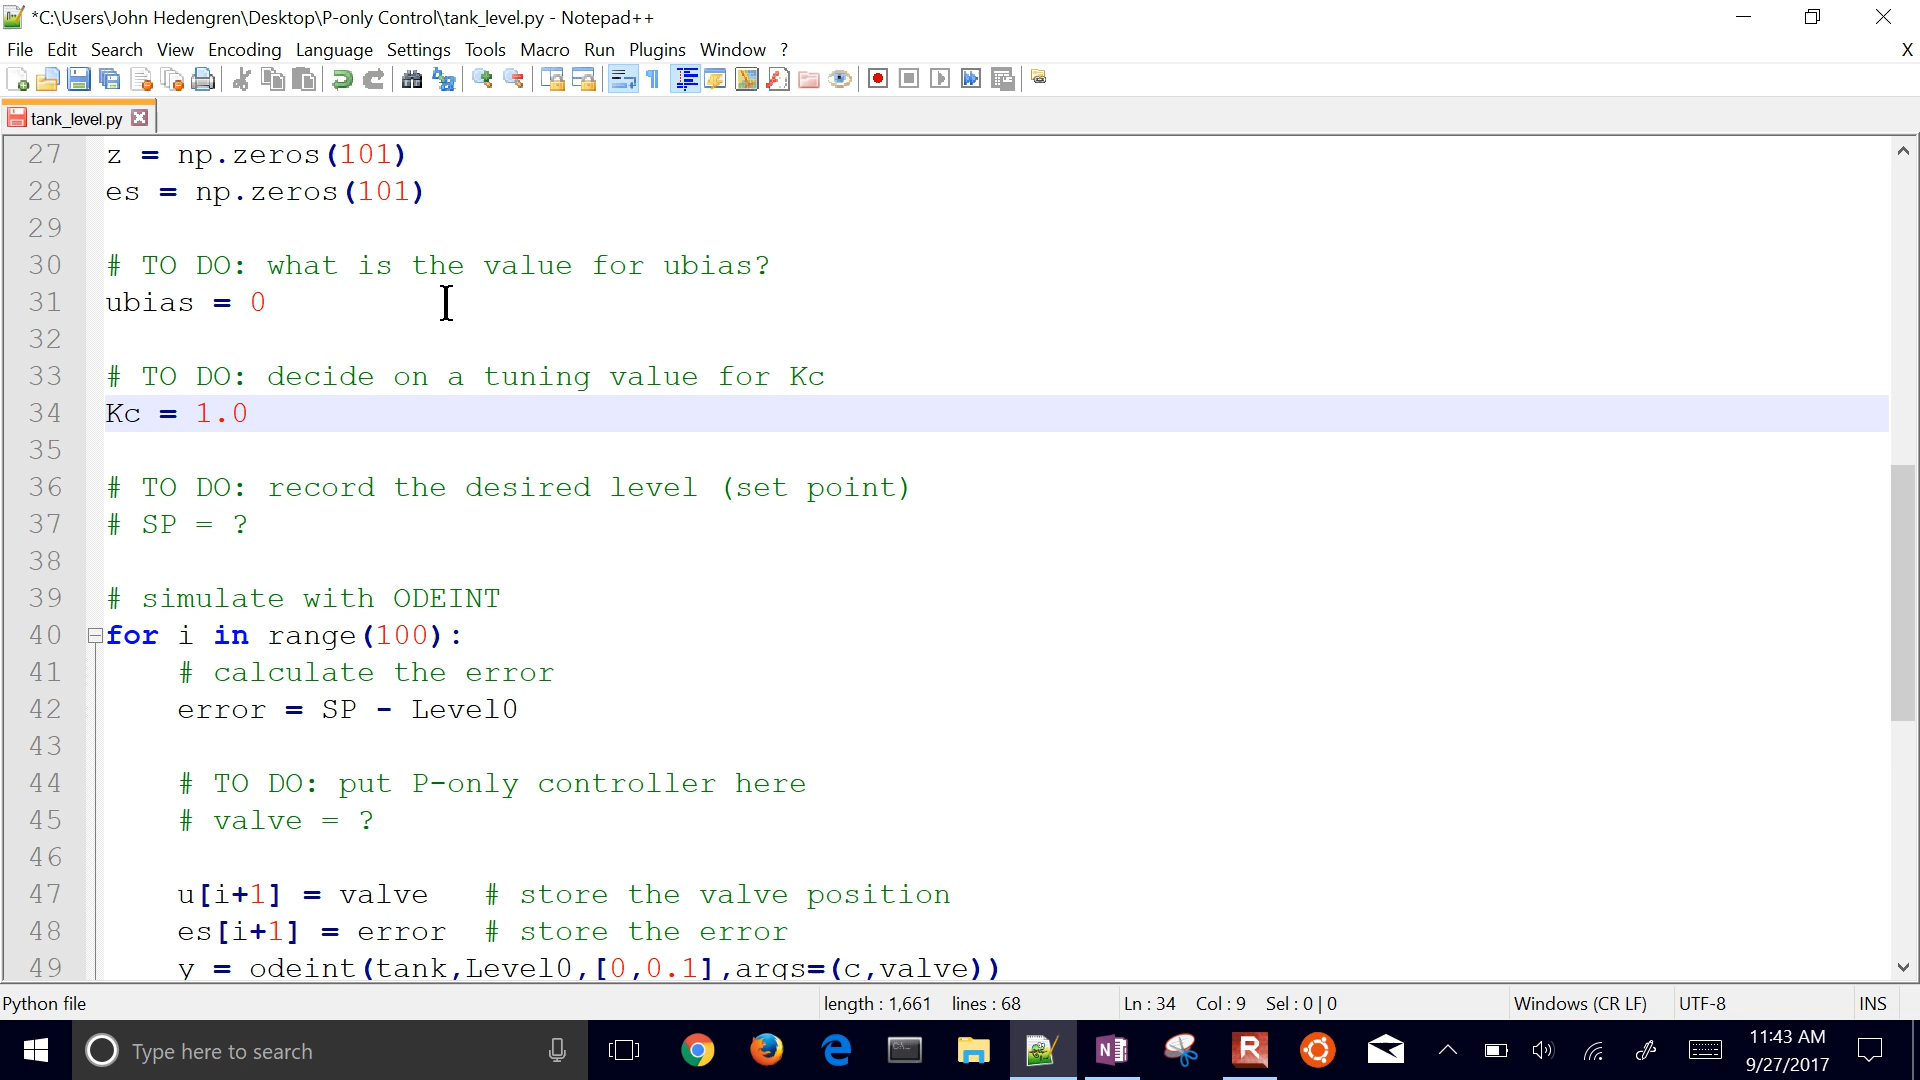 *C:\Users\John Hedengren\Desktop\P-only Control\tank_level.py - Notepad++
File Edit Search View Encoding Language Settings Tools Macro Run Plugins Window ? X
tank_level.py
27 z = np.zeros(101)
28 es = np.zeros(101)
29
30 # TO DO: what is the value for ubias?
31 ubias = 0
32
33 # TO DO: decide on a tuning value for Kc
34 Kc = 1.0
35
36 # TO DO: record the desired level (set point)
37 # SP = ?
38
39 # simulate with ODEINT
40 for i in range(100):
41 # calculate the error
42 error = SP - Level0
43
44 # TO DO: put P-only controller here
45 # valve = ?
46
47 u[i+1] = valve # store the valve position
48 es[i+1] = error # store the error
49 y = odeint(tank,Level0,[0,0.1],args=(c,valve))
Python file length : 1,661 lines : 68 Ln : 34 Col : 9 Sel : 0 | 0 Windows (CR LF) UTF-8 INS
Type here to search
11:43 AM
9/27/2017